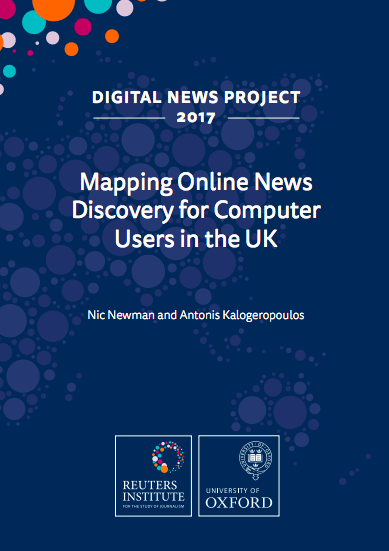 DIGITAL NEWS PROJECT
2017
Mapping Online News
Discovery for Computer
Users in the UK
Nic Newman and Antonis Kalogeropoulos
REUTERS
INSTITUTE
FOR THE STUDY OF JOURNALISM
UNIVERSITY OF
OXFORD